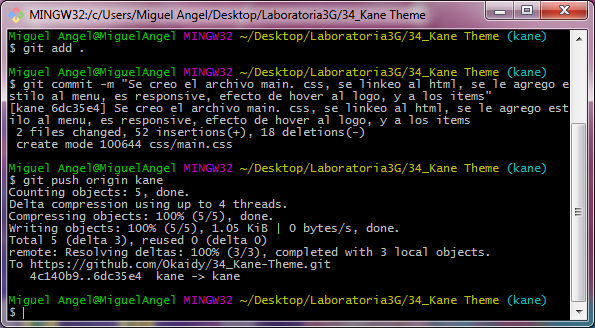 MINGW32:/c/Users/Miguel Angel/Desktop/Laboratoria3G/34_Kane Theme
Miguel Angel@MiguelAngel MINGW32 ~/Desktop/Laboratoria3G/34_Kane Theme (kane)
$ git add .
Miguel Angel@MiguelAngel MINGW32 ~/Desktop/Laboratoria3G/34_Kane Theme (kane)
$ git commit -m "Se creo el archivo main. css, se linkeo al html, se le agrego e
stilo al menu, es responsive, efecto de hover al logo, y a los items"
[kane 6dc35e4] Se creo el archivo main. css, se linkeo al html, se le agrego est
ilo al menu, es responsive, efecto de hover al logo, y a los items
2 files changed, 52 insertions(+), 18 deletions(-)
create mode 100644 css/main.css
Miguel Angel@MiguelAngel MINGW32 ~/Desktop/Laboratoria3G/34_Kane Theme (kane)
$ git push origin kane
Counting objects: 5, done.
Delta compression using up to 4 threads.
Compressing objects: 100% (5/5), done.
Writing objects: 100% (5/5), 1.05 KiB | 0 bytes/s, done.
Total 5 (delta 3), reused 0 (delta 0)
remote: Resolving deltas: 100% (3/3), completed with 3 local objects.
To https://github.com/Okaidy/34_Kane-Theme.git
4c140b9..6dc35e4 kane -> kane
Miguel Angel@MiguelAngel MINGW32 ~/Desktop/Laboratoria3G/34_Kane Theme (kane)
$